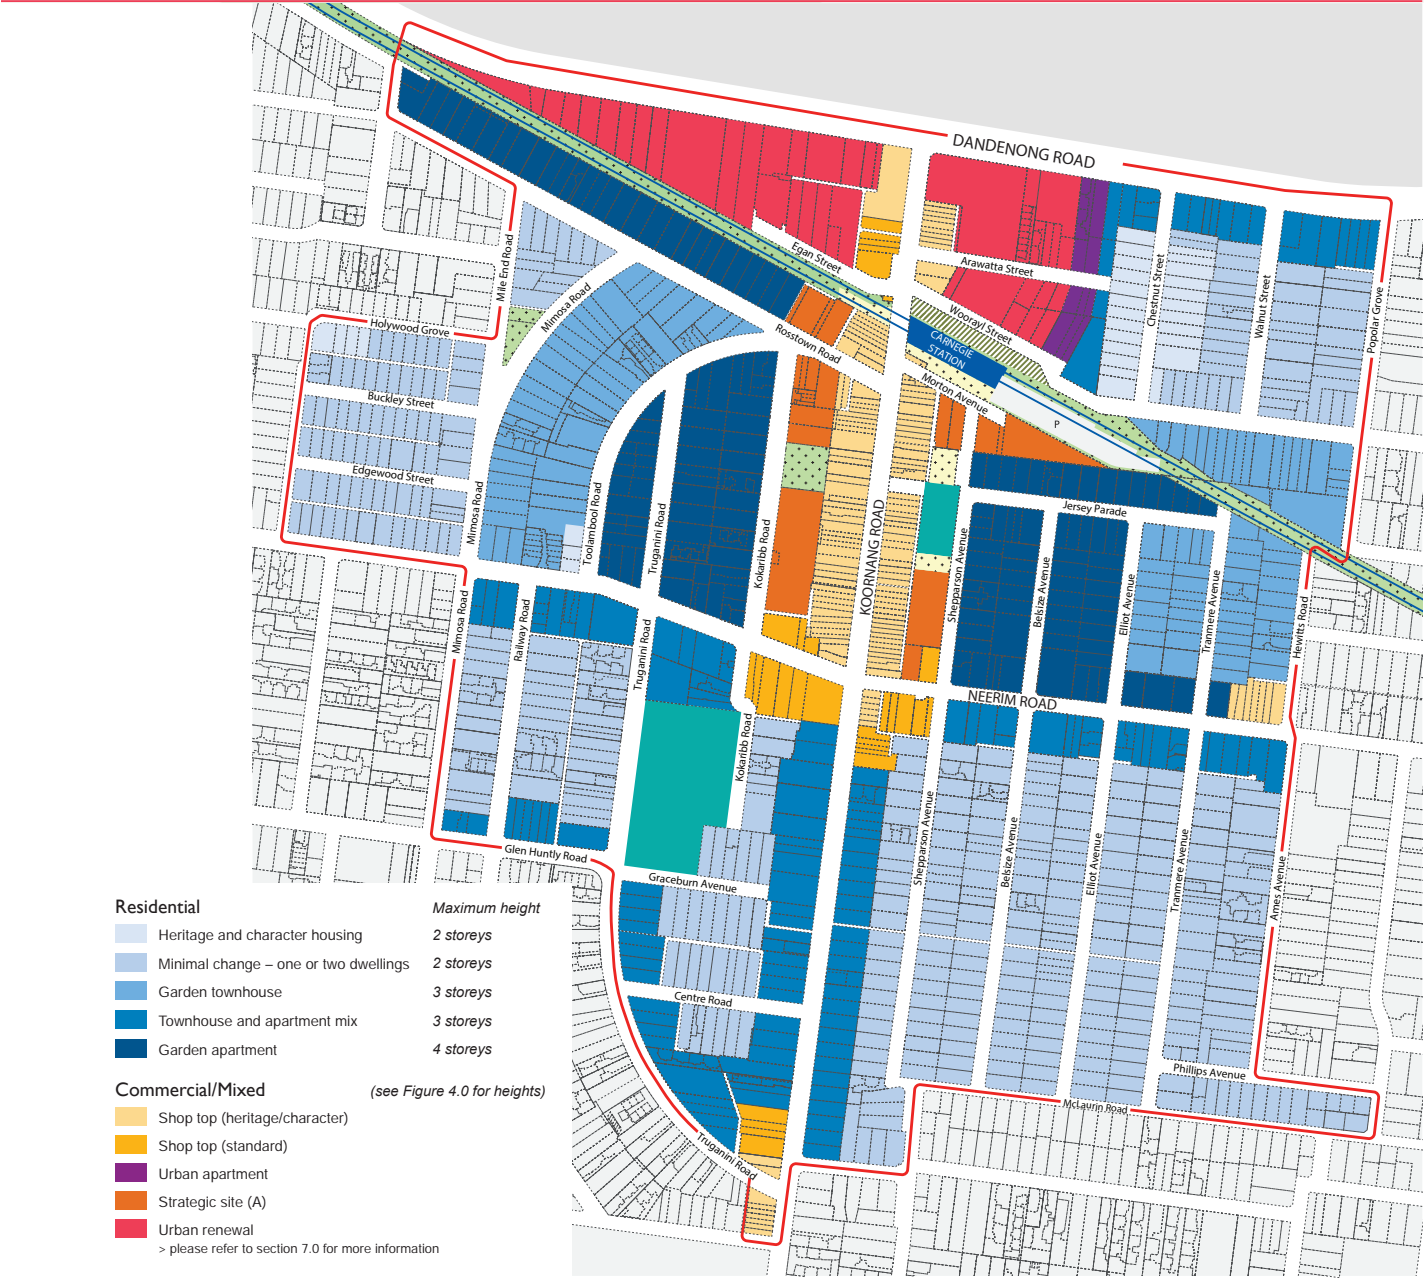 DANDENONG ROAD
Egan Street
Arawatta Street
Chestnut Street
Walnut Street
Popolar Grove
Mile End Road
Mimosa Road
Holywood Grove
Woorayl Street
CARNEGIE
STATION
Rosstown Road
Morton Avenue
P
Buckley Street
Edgewood Street
Mimosa Road
Toolambool Road
Truganini Road
Kokaribb Road
KOORNANG ROAD
Jersey Parade
Shepparson Avenue
Belsize Avenue
Elliot Avenue
Tranmere Avenue
Hewitts Road
Mimosa Road
Railway Road
Truganini Road
NEERIM ROAD
Kokaribb Road
Glen Huntly Road
Graceburn Avenue
Shepparson Avenue
Belsize Avenue
Elliot Avenue
Tranmere Avenue
Ames Avenue
Centre Road
Phillips Avenue
McLaurin Road
Truganini Road
Residential Maximum height
Heritage and character housing 2 storeys
Minimal change – one or two dwellings 2 storeys
Garden townhouse 3 storeys
Townhouse and apartment mix 3 storeys
Garden apartment 4 storeys
Commercial/Mixed (see Figure 4.0 for heights)
Shop top (heritage/character)
Shop top (standard)
Urban apartment
Strategic site (A)
Urban renewal
> please refer to section 7.0 for more information